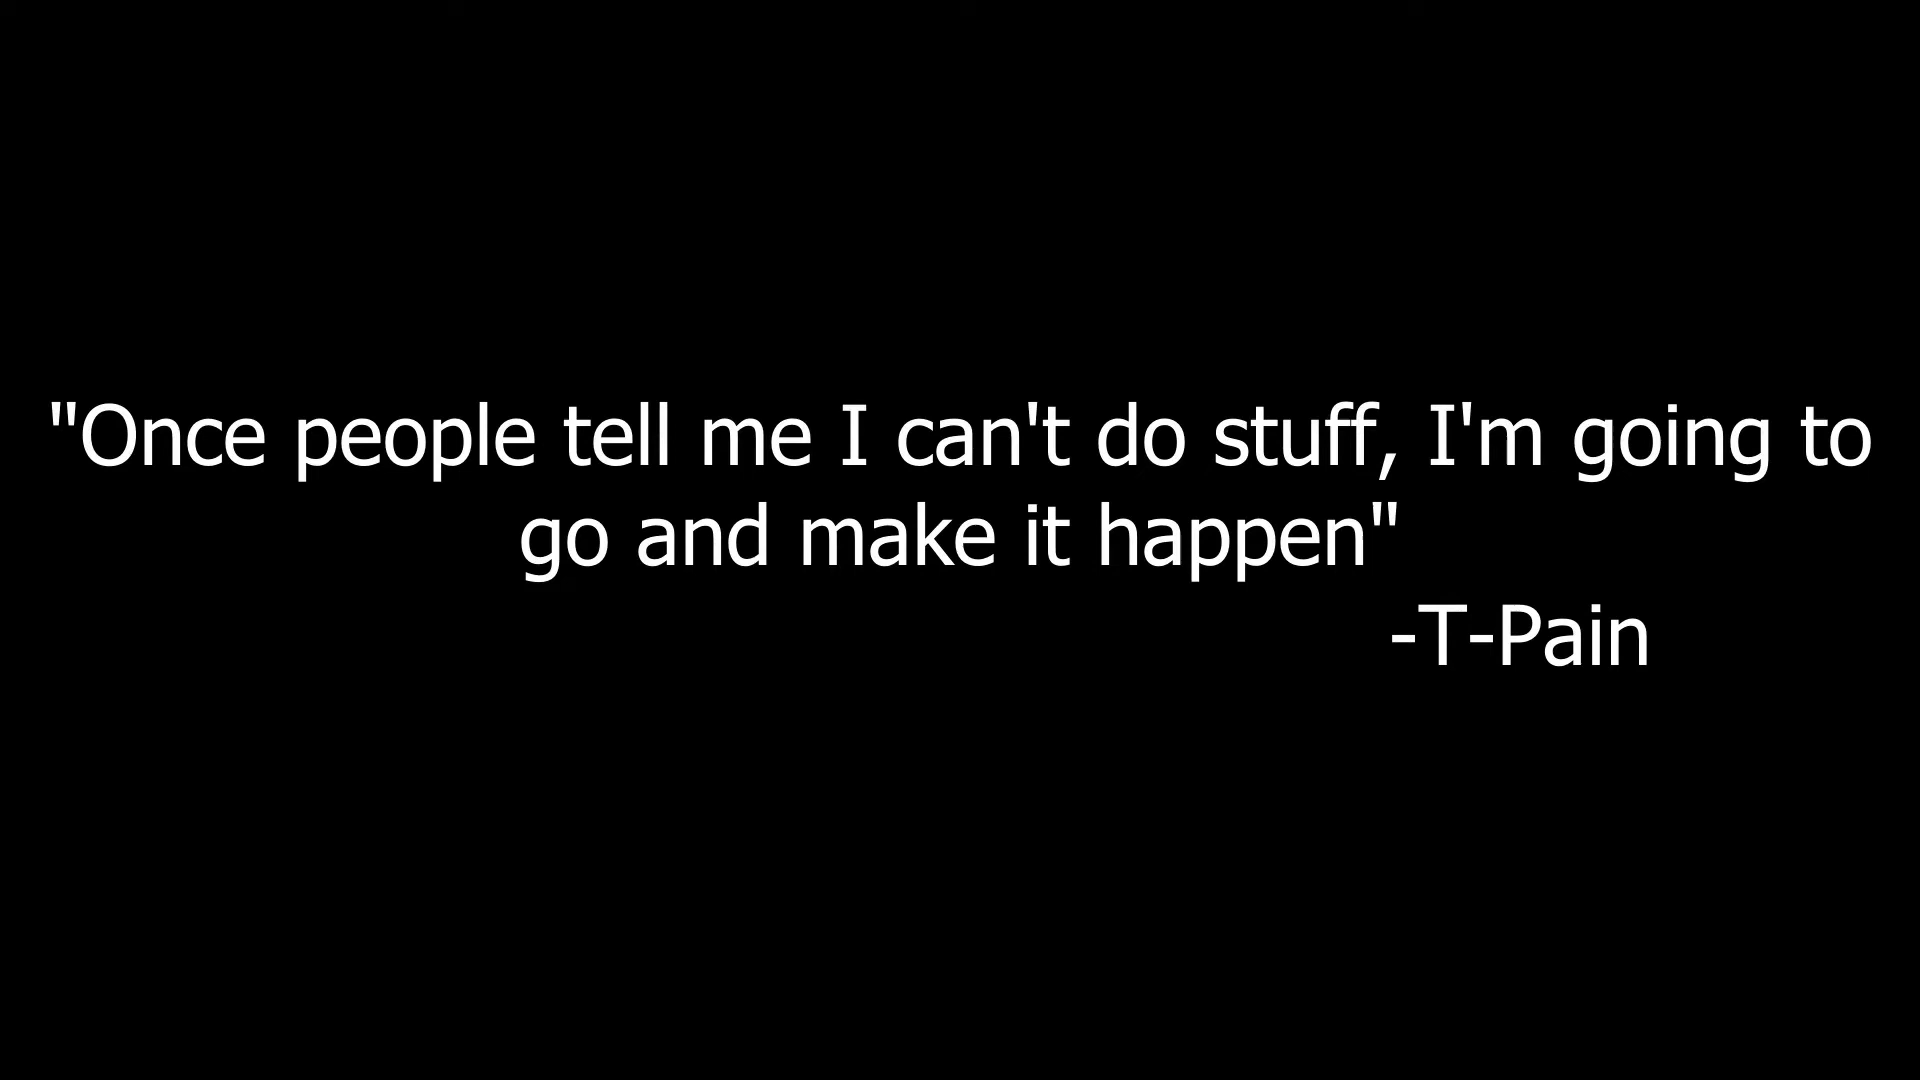 "Once people tell me I can't do stuff, I'm going to
go and make it happen"
-T-Pain